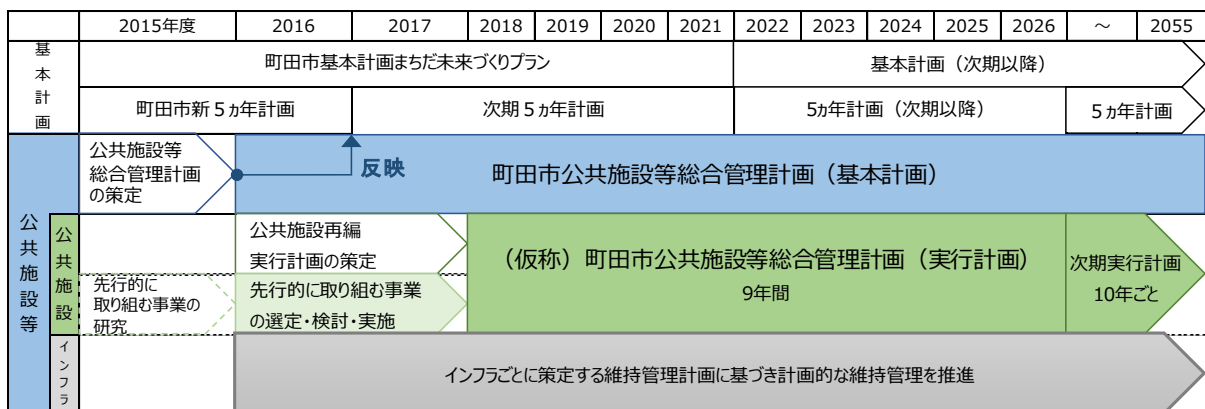 2015年度 2016 2017 2018 2019 2020 2021 2022 2023 2024 2025 2026 ～ 2055
基本計画
町田市基本計画まちだ未来づくりプラン
基本計画（次期以降）
町田市新５ヵ年計画
次期５ヵ年計画
5ヵ年計画（次期以降）
５ヵ年計画
公共施設等
公共施設等
総合管理計画
の策定
反映
町田市公共施設等総合管理計画（基本計画）
公共施設
公共施設再編
実行計画の策定
（仮称）町田市公共施設等総合管理計画（実行計画）
9年間
次期実行計画
10年ごと
先行的に
取り組む事業の
研究
先行的に取り組む事業
の選定・検討・実施
インフラ
インフラごとに策定する維持管理計画に基づき計画的な維持管理を推進